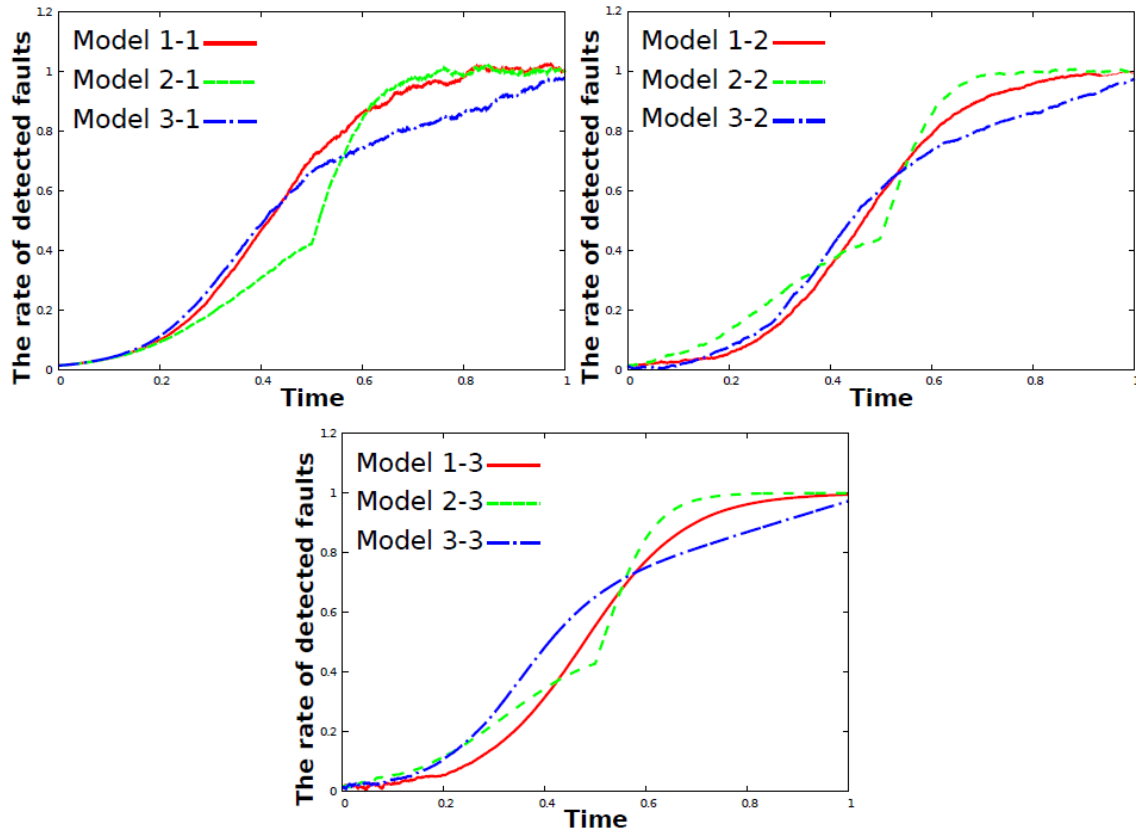 The rate of detected faults
1.2
1
0.8
0.6
0.4
0.2
0
Model 1-1
Model 2-1
Model 3-1
0
0.2
0.4
0.6
0.8
1
Time
The rate of detected faults
1.2
1
0.8
0.6
0.4
0.2
0
Model 1-2
Model 2-2
Model 3-2
0
0.2
0.4
0.6
0.8
1
Time
The rate of detected faults
1.2
1
0.8
0.6
0.4
0.2
0
Model 1-3
Model 2-3
Model 3-3
0
0.2
0.4
0.6
0.8
1
Time